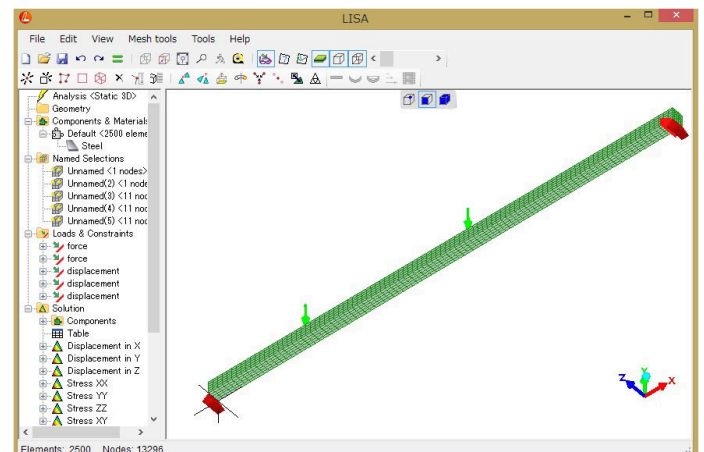 LISA
File Edit View Mesh tools Tools Help
Analysis <Static 3D>
Geometry
Components & Materials
Default <2500 eleme
Steel
Named Selections
Unnamed <1 nodes>
Unnamed(2) <1 node
Unnamed(3) <11 nod
Unnamed(4) <11 nod
Unnamed(5) <11 nod
Loads & Constraints
force
force
displacement
displacement
displacement
Solution
Components
Table
Displacement in X
Displacement in Y
Displacement in Z
Stress XX
Stress YY
Stress ZZ
Stress XY
Z
Y
X
Elements: 2500 Nodes: 13296